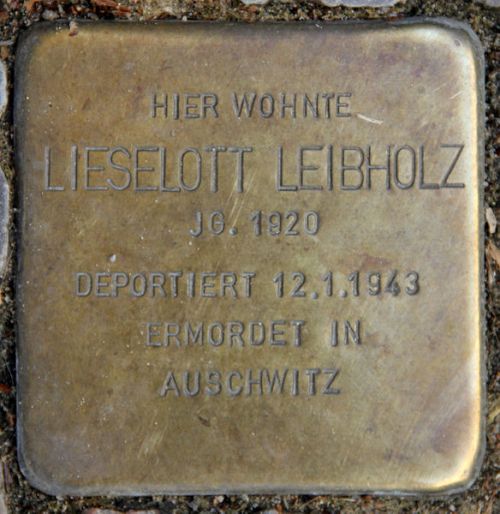 HIER WOHNTE
LIESELOTT LEIBHOLZ
JG. 1920
DEPORTIERT 12.1.1943
ERMORDET IN
AUSCHWITZ